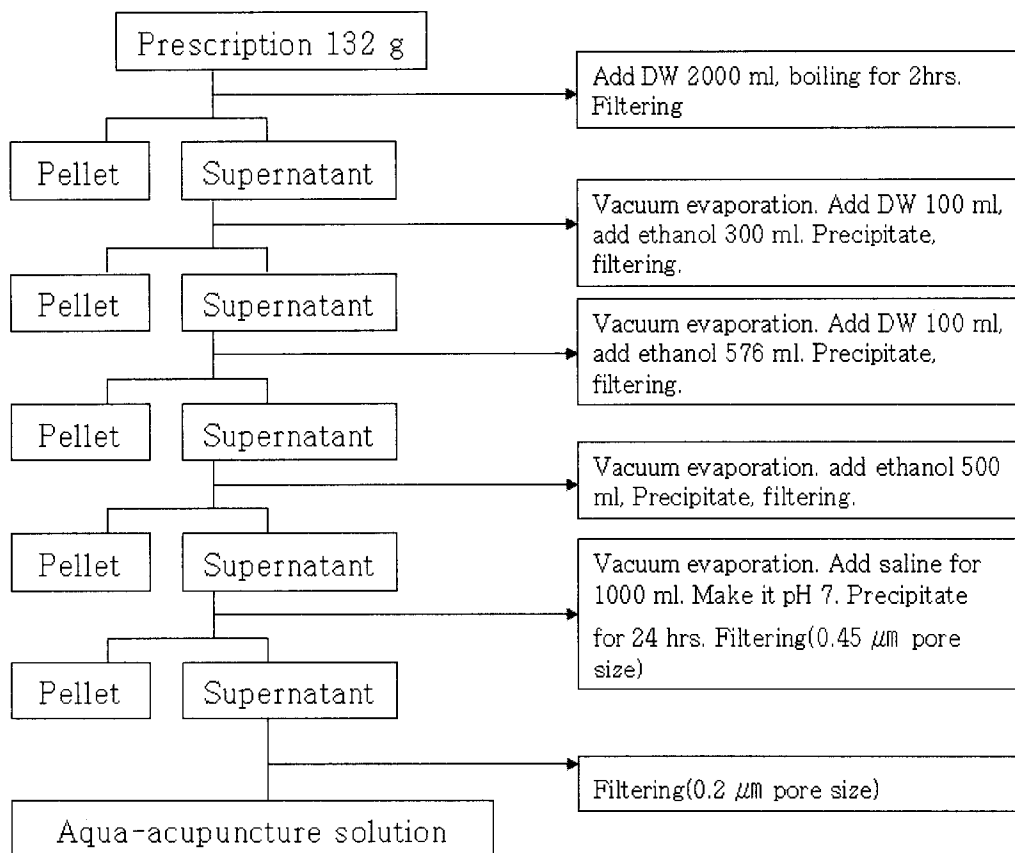 Prescription 132 g
Add DW 2000 ml, boiling for 2hrs.
Filtering
Pellet
Supernatant
Vacuum evaporation. Add DW 100 ml,
add ethanol 300 ml. Precipitate,
filtering.
Pellet
Supernatant
Vacuum evaporation. Add DW 100 ml,
add ethanol 576 ml. Precipitate,
filtering.
Pellet
Supernatant
Vacuum evaporation. add ethanol 500
ml, Precipitate, filtering.
Pellet
Supernatant
Vacuum evaporation. Add saline for
1000 ml. Make it pH 7. Precipitate
for 24 hrs. Filtering(0.45 ㎛ pore
size)
Pellet
Supernatant
Filtering(0.2 ㎛ pore size)
Aqua-acupuncture solution